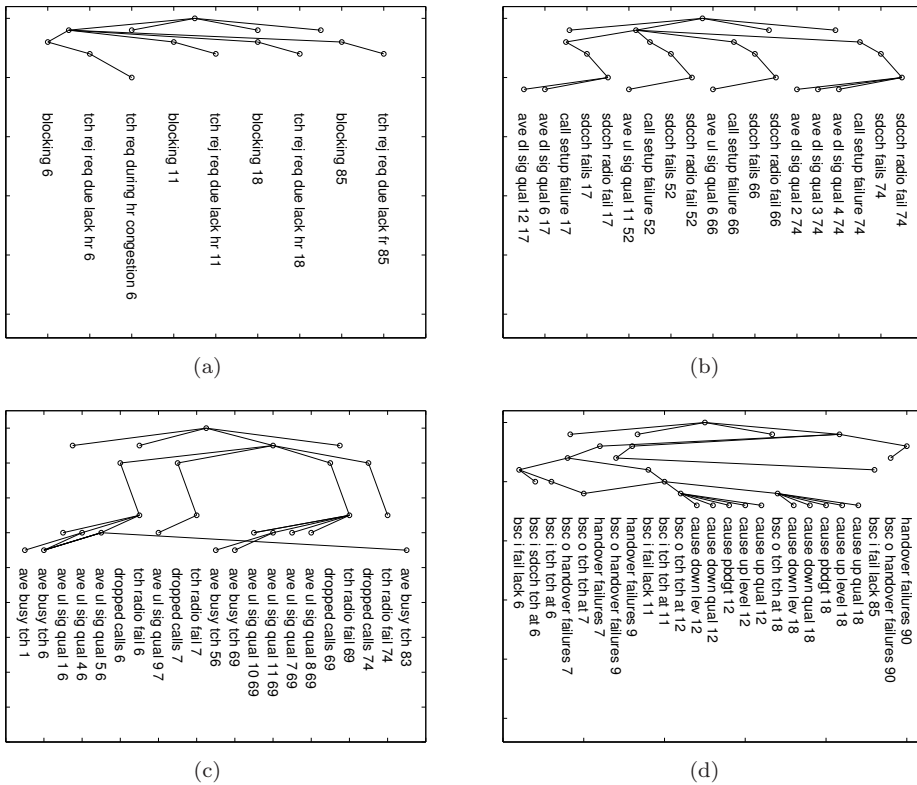 blocking 6
tch rej req due lack hr 6
tch req during hr congestion 6
blocking 11
tch rej req due lack hr 11
blocking 18
tch rej req due lack hr 18
blocking 85
tch rej req due lack fr 85
(a)
ave dl sig qual 12 17
ave dl sig qual 6 17
call setup failure 17
sdcch fails 17
sdcch radio fail 17
ave ul sig qual 11 52
call setup failure 52
sdcch fails 52
sdcch radio fail 52
ave ul sig qual 6 66
call setup failure 66
sdcch fails 66
sdcch radio fail 66
ave dl sig qual 2 74
ave dl sig qual 3 74
ave dl sig qual 4 74
call setup failure 74
sdcch fails 74
sdcch radio fail 74
(b)
ave busy tch 1
ave busy tch 6
ave ul sig qual 1 6
ave ul sig qual 4 6
ave ul sig qual 5 6
dropped calls 6
tch radio fail 6
ave ul sig qual 9 7
dropped calls 7
tch radio fail 7
ave busy tch 56
ave busy tch 69
ave ul sig qual 10 69
ave ul sig qual 11 69
ave ul sig qual 7 69
ave ul sig qual 8 69
dropped calls 69
tch radio fail 69
dropped calls 74
tch radio fail 74
ave busy tch 83
(c)
bsc i fail lack 6
bsc i sdcch tch at 6
bsc i tch tch at 6
bsc o handover failures 7
bsc o tch tch at 7
handover failures 7
bsc o handover failures 9
handover failures 9
bsc i fail lack 11
bsc i tch tch at 11
bsc o tch tch at 12
cause down lev 12
cause down qual 12
cause pbdgt 12
cause up level 12
cause up qual 12
bsc o tch tch at 18
cause down lev 18
cause down qual 18
cause pbdgt 18
cause up level 18
cause up qual 18
bsc i fail lack 85
bsc o handover failures 90
handover failures 90
(d)